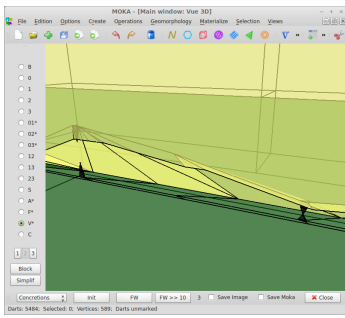 MOKA - [Main window: Vue 3D]
File Edition Options Create Operations Geomorphology Materialize Selection Views
V » »
B
0
1
2
3
01*
02*
03*
12
13
23
S
A*
F*
V*
C
1 2 3
Block
Simplif
Concretions Init FW FW >> 10 3 Save Image Save Moka Close
Darts: 5484; Selected: 0; Vertices: 589; Darts unmarked